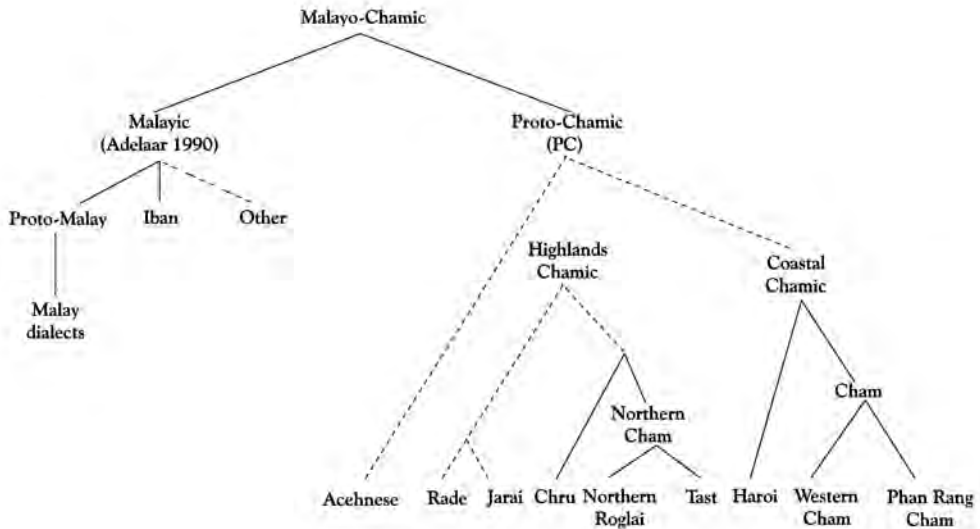 Malayo-Chamic
Malayic
(Adelaar 1990)
Proto-Chamic
(PC)
Proto-Malay
Iban
Other
Highlands
Chamic
Coastal
Chamic
Malay
dialects
Cham
Northern
Cham
Acehnese
Rade
Jarai
Chru
Northern
Roglai
Tast
Haroi
Western
Cham
Phan Rang
Cham